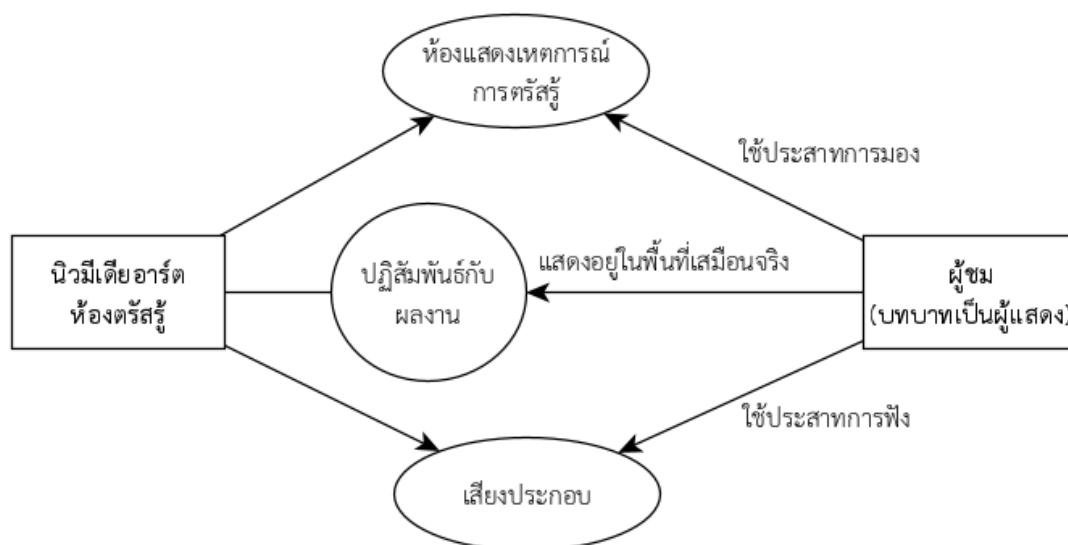 ห้องแสดงเหตการณ์
การตรัสรู้
ใช้ประสาทการมอง
นิวมีเดียอาร์ต
ห้องตรัสรู้
ปฏิสัมพันธ์กับ
ผลงาน
แสดงอยู่ในพื้นที่เสมือนจริง
ผู้ชม
(บทบาทเป็นผู้แสดง)
ใช้ประสาทการฟัง
เสียงประกอบ